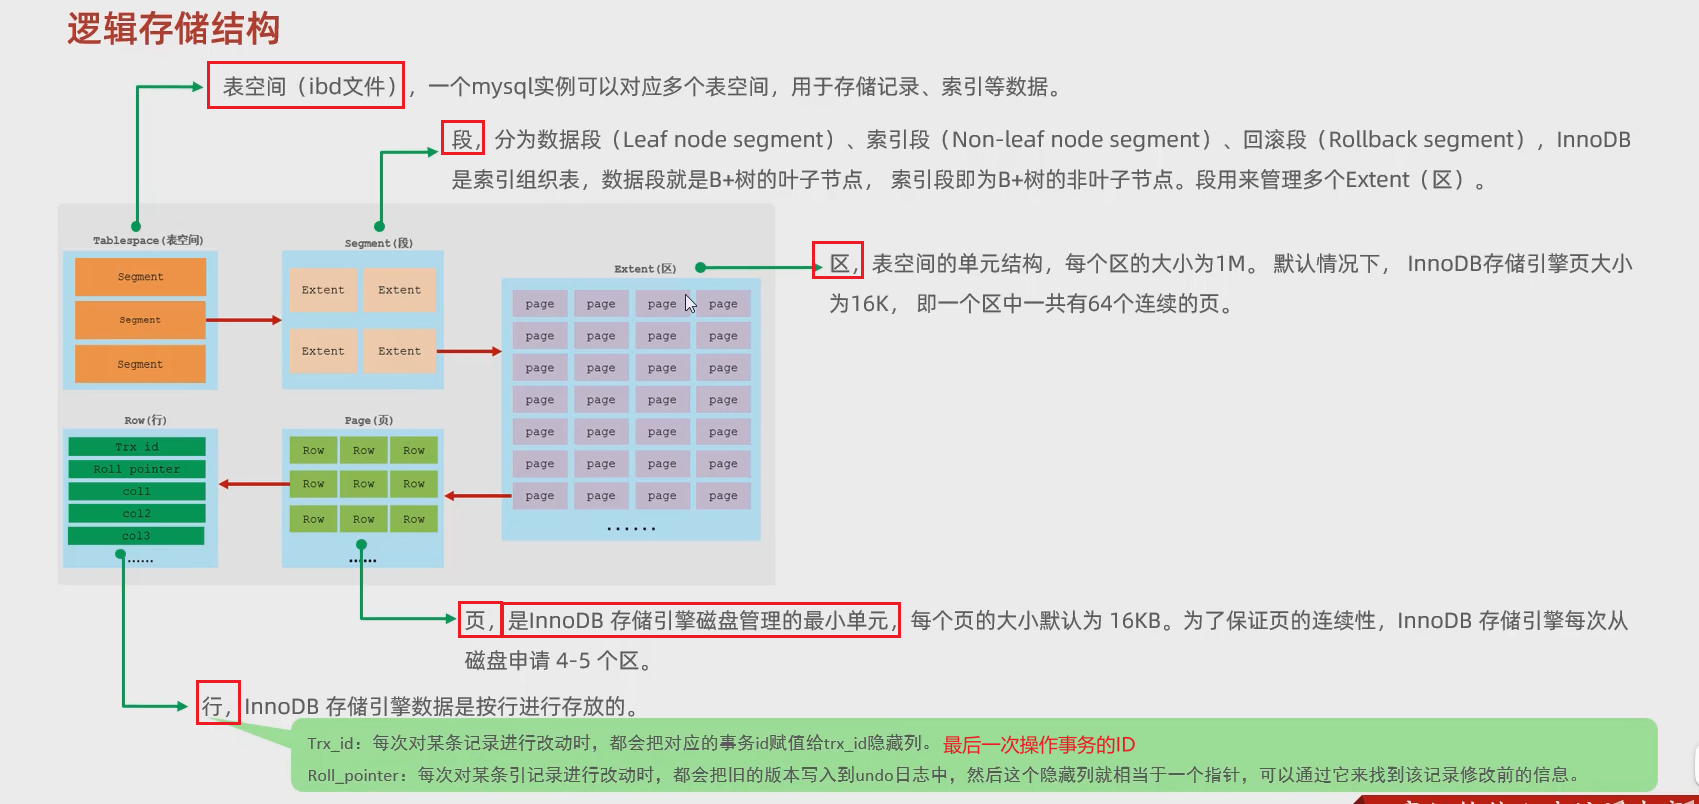 逻辑存储结构
表空间（ibd文件），一个mysql实例可以对应多个表空间，用于存储记录、索引等数据。
段，分为数据段（Leaf node segment）、索引段（Non-leaf node segment）、回滚段（Rollback segment），InnoDB
是索引组织表，数据段就是B+树的叶子节点， 索引段即为B+树的非叶子节点。段用来管理多个Extent（区）。
区，表空间的单元结构，每个区的大小为1M。 默认情况下， InnoDB存储引擎页大小
为16K， 即一个区中一共有64个连续的页。
Tablespace(表空间)
Segment
Segment
Segment
Segment(段)
Extent Extent
Extent Extent
Extent(区)
page page page page
page page page page
page page page page
page page page page
page page page page
page page page page
page page page page
......
Row(行)
Trx id
Roll pointer
col1
col2
col3
......
Page(页)
Row Row Row
Row Row Row
Row Row Row
......
页，是InnoDB 存储引擎磁盘管理的最小单元，每个页的大小默认为 16KB。为了保证页的连续性，InnoDB 存储引擎每次从
磁盘申请 4-5 个区。
行，InnoDB 存储引擎数据是按行进行存放的。
Trx_id：每次对某条记录进行改动时，都会把对应的事务id赋值给trx_id隐藏列。 最后一次操作事务的ID
Roll_pointer：每次对某条引记录进行改动时，都会把旧的版本写入到undo日志中，然后这个隐藏列就相当于一个指针，可以通过它来找到该记录修改前的信息。